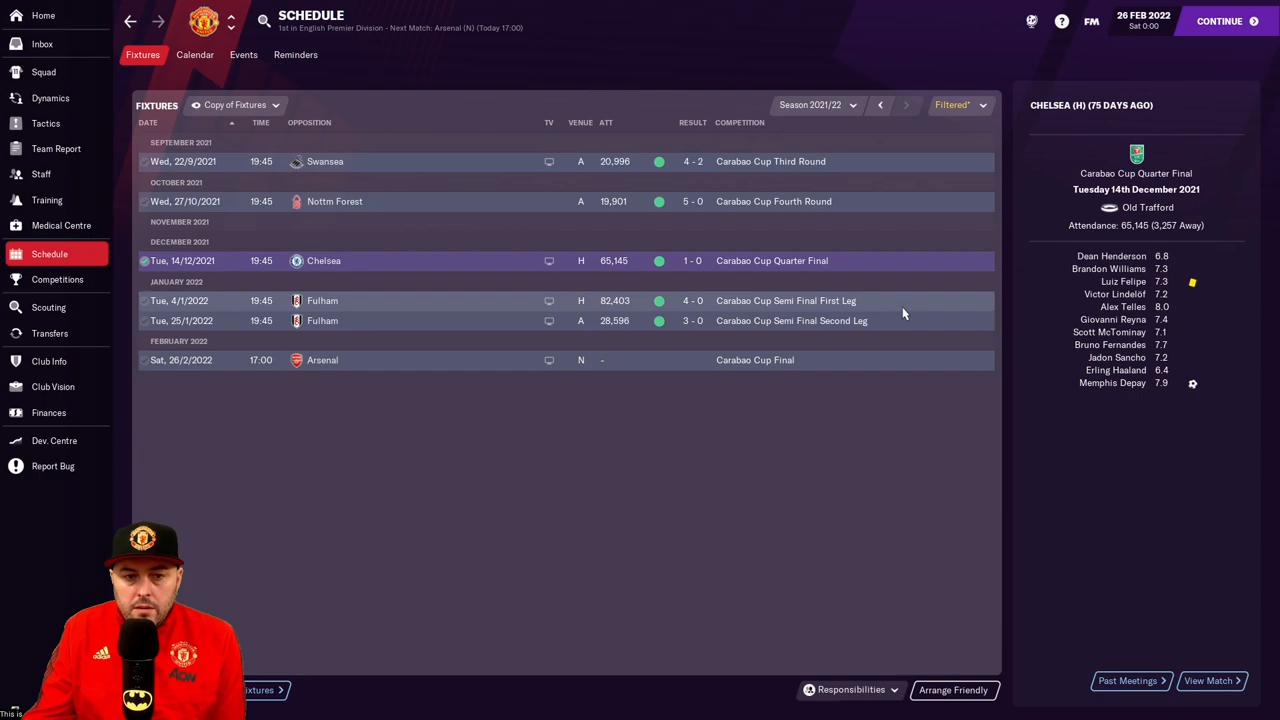 Home
Inbox
Squad
Dynamics
Tactics
Team Report
Staff
Training
Medical Centre
Schedule
Competitions
Scouting
Transfers
Club Info
Club Vision
Finances
Dev. Centre
Report Bug
This is
SCHEDULE
1st in English Premier Division - Next Match: Arsenal (N) (Today 17:00)
FM
26 FEB 2022
Sat 0:00
CONTINUE
Fixtures Calendar Events Reminders
FIXTURES Copy of Fixtures Season 2021/22 Filtered*
DATE TIME OPPOSITION TV VENUE ATT RESULT COMPETITION
SEPTEMBER 2021
Wed, 22/9/2021 19:45 Swansea A 20,996 4 - 2 Carabao Cup Third Round
OCTOBER 2021
Wed, 27/10/2021 19:45 Nottm Forest A 19,901 5 - 0 Carabao Cup Fourth Round
NOVEMBER 2021
DECEMBER 2021
Tue, 14/12/2021 19:45 Chelsea H 65,145 1 - 0 Carabao Cup Quarter Final
JANUARY 2022
Tue, 4/1/2022 19:45 Fulham H 82,403 4 - 0 Carabao Cup Semi Final First Leg
Tue, 25/1/2022 19:45 Fulham A 28,596 3 - 0 Carabao Cup Semi Final Second Leg
FEBRUARY 2022
Sat, 26/2/2022 17:00 Arsenal N - Carabao Cup Final
ixtures
Responsibilities
Arrange Friendly
CHELSEA (H) (75 DAYS AGO)
Carabao Cup Quarter Final
Tuesday 14th December 2021
Old Trafford
Attendance: 65,145 (3,257 Away)
Dean Henderson 6.8
Brandon Williams 7.3
Luiz Felipe 7.3
Victor Lindelöf 7.2
Alex Telles 8.0
Giovanni Reyna 7.4
Scott McTominay 7.1
Bruno Fernandes 7.7
Jadon Sancho 7.2
Erling Haaland 6.4
Memphis Depay 7.9
Past Meetings
View Match
AON